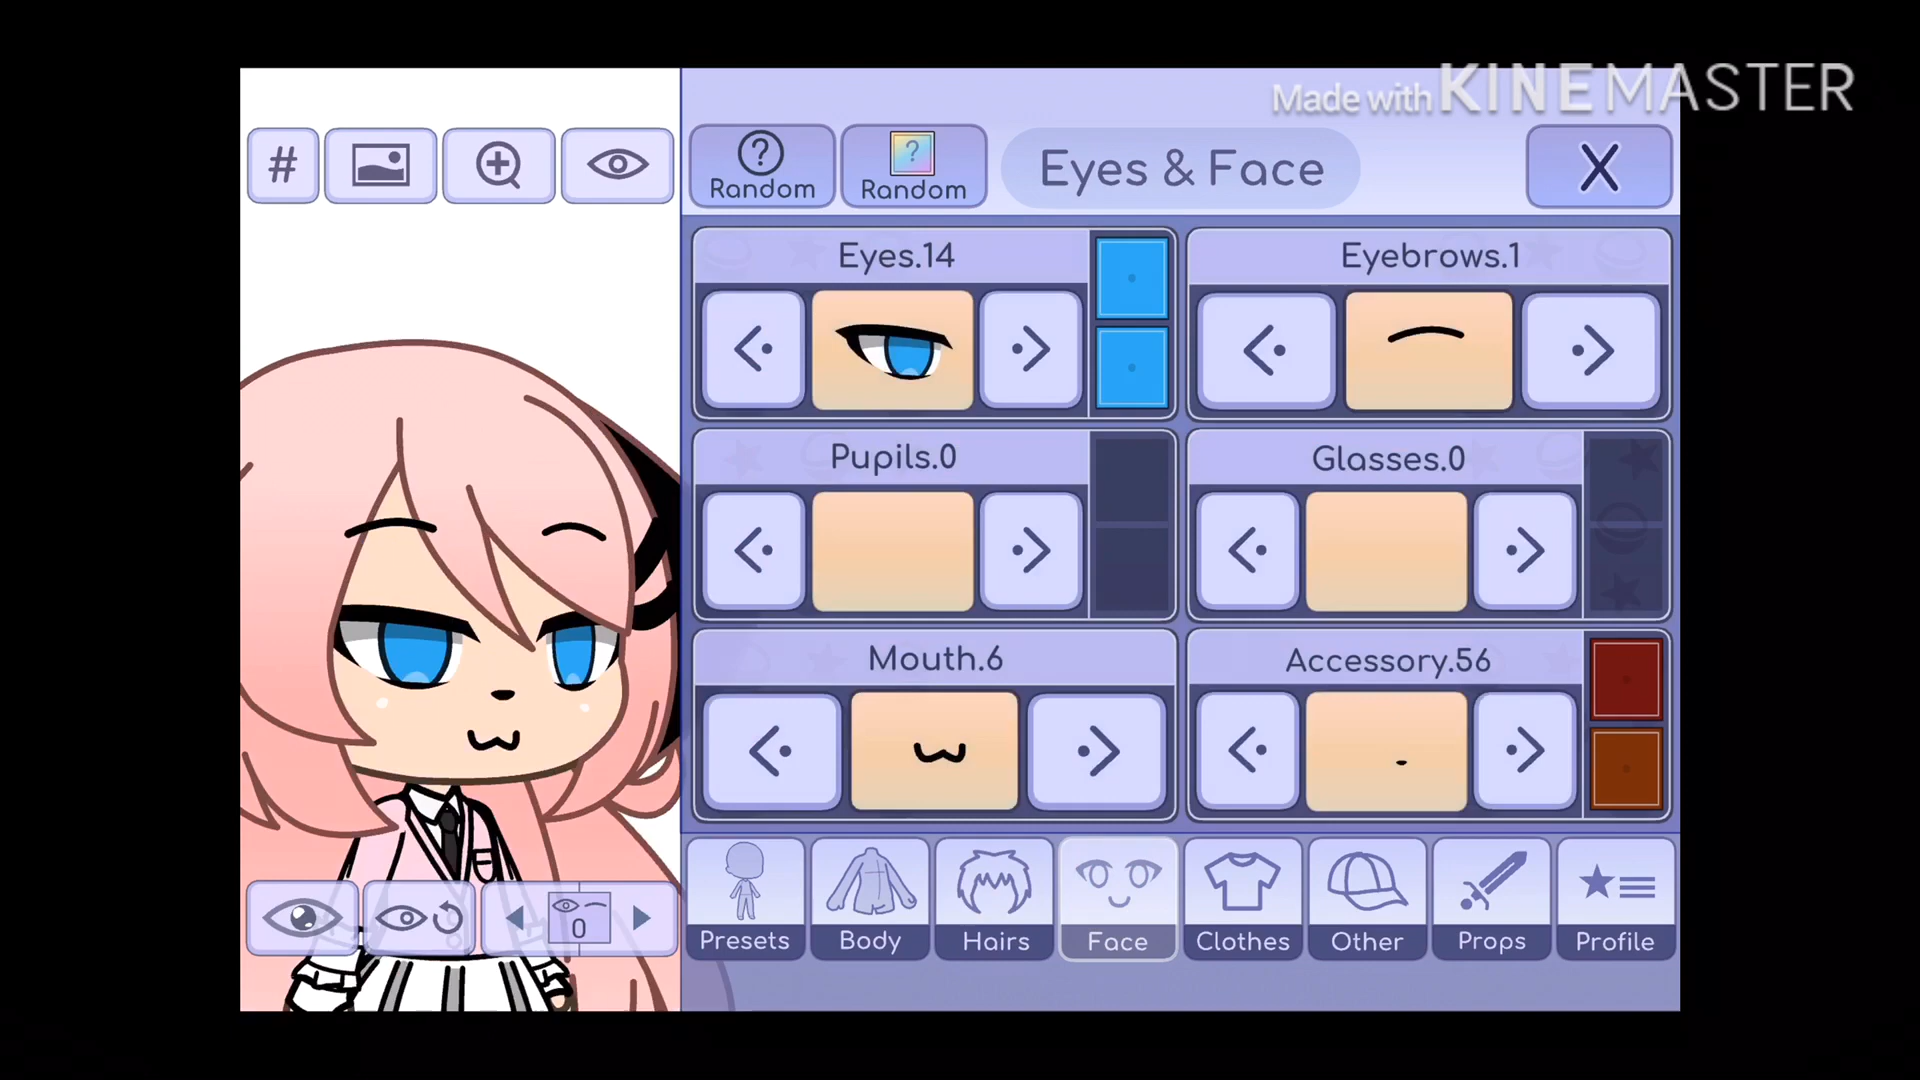 Made with KINEMASTER
#
? Random
? Random
Eyes & Face
X
Eyes.14
Eyebrows.1
Pupils.0
Glasses.0
Mouth.6
Accessory.56
0
Presets
Body
Hairs
Face
Clothes
Other
Props
Profile